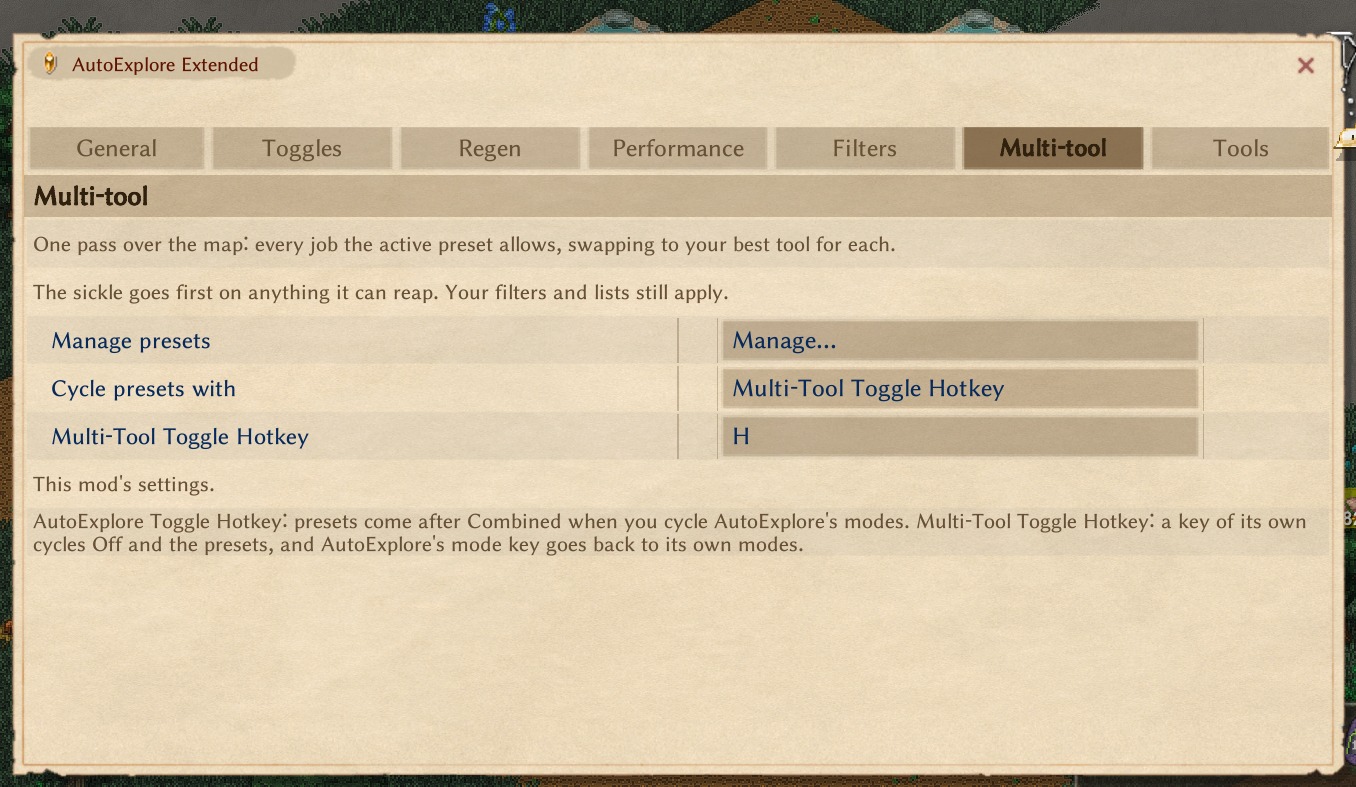 AutoExplore Extended
General Toggles Regen Performance Filters Multi-tool Tools
Multi-tool
One pass over the map: every job the active preset allows, swapping to your best tool for each.
The sickle goes first on anything it can reap. Your filters and lists still apply.
Manage presets Manage...
Cycle presets with Multi-Tool Toggle Hotkey
Multi-Tool Toggle Hotkey H
This mod's settings.
AutoExplore Toggle Hotkey: presets come after Combined when you cycle AutoExplore's modes. Multi-Tool Toggle Hotkey: a key of its own
cycles Off and the presets, and AutoExplore's mode key goes back to its own modes.